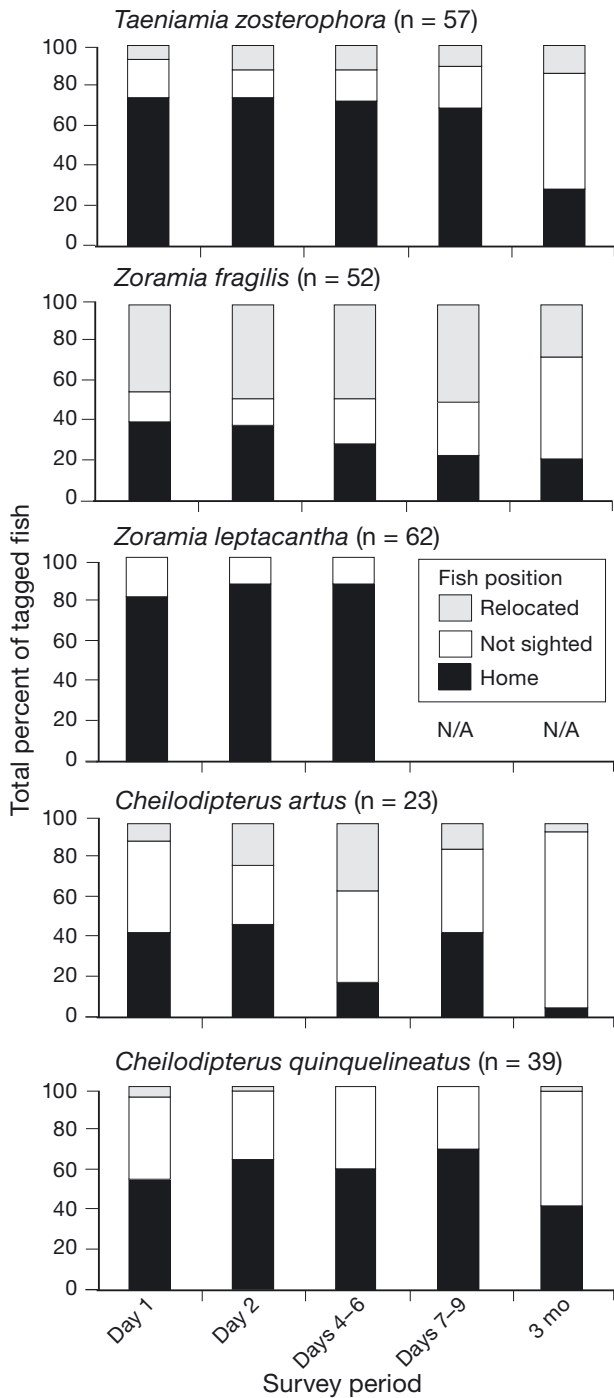 Taeniamia zosterophora (n = 57)
100
80
60
40
20
0
Zoramia fragilis (n = 52)
100
80
60
40
20
0
Zoramia leptacantha (n = 62)
100
80
60
40
20
0
Fish position
Relocated
Not sighted
Home
N/A
N/A
Cheilodipterus artus (n = 23)
100
80
60
40
20
0
Cheilodipterus quinquelineatus (n = 39)
100
80
60
40
20
0
Total percent of tagged fish
Day 1
Day 2
Days 4–6
Days 7–9
3 mo
Survey period